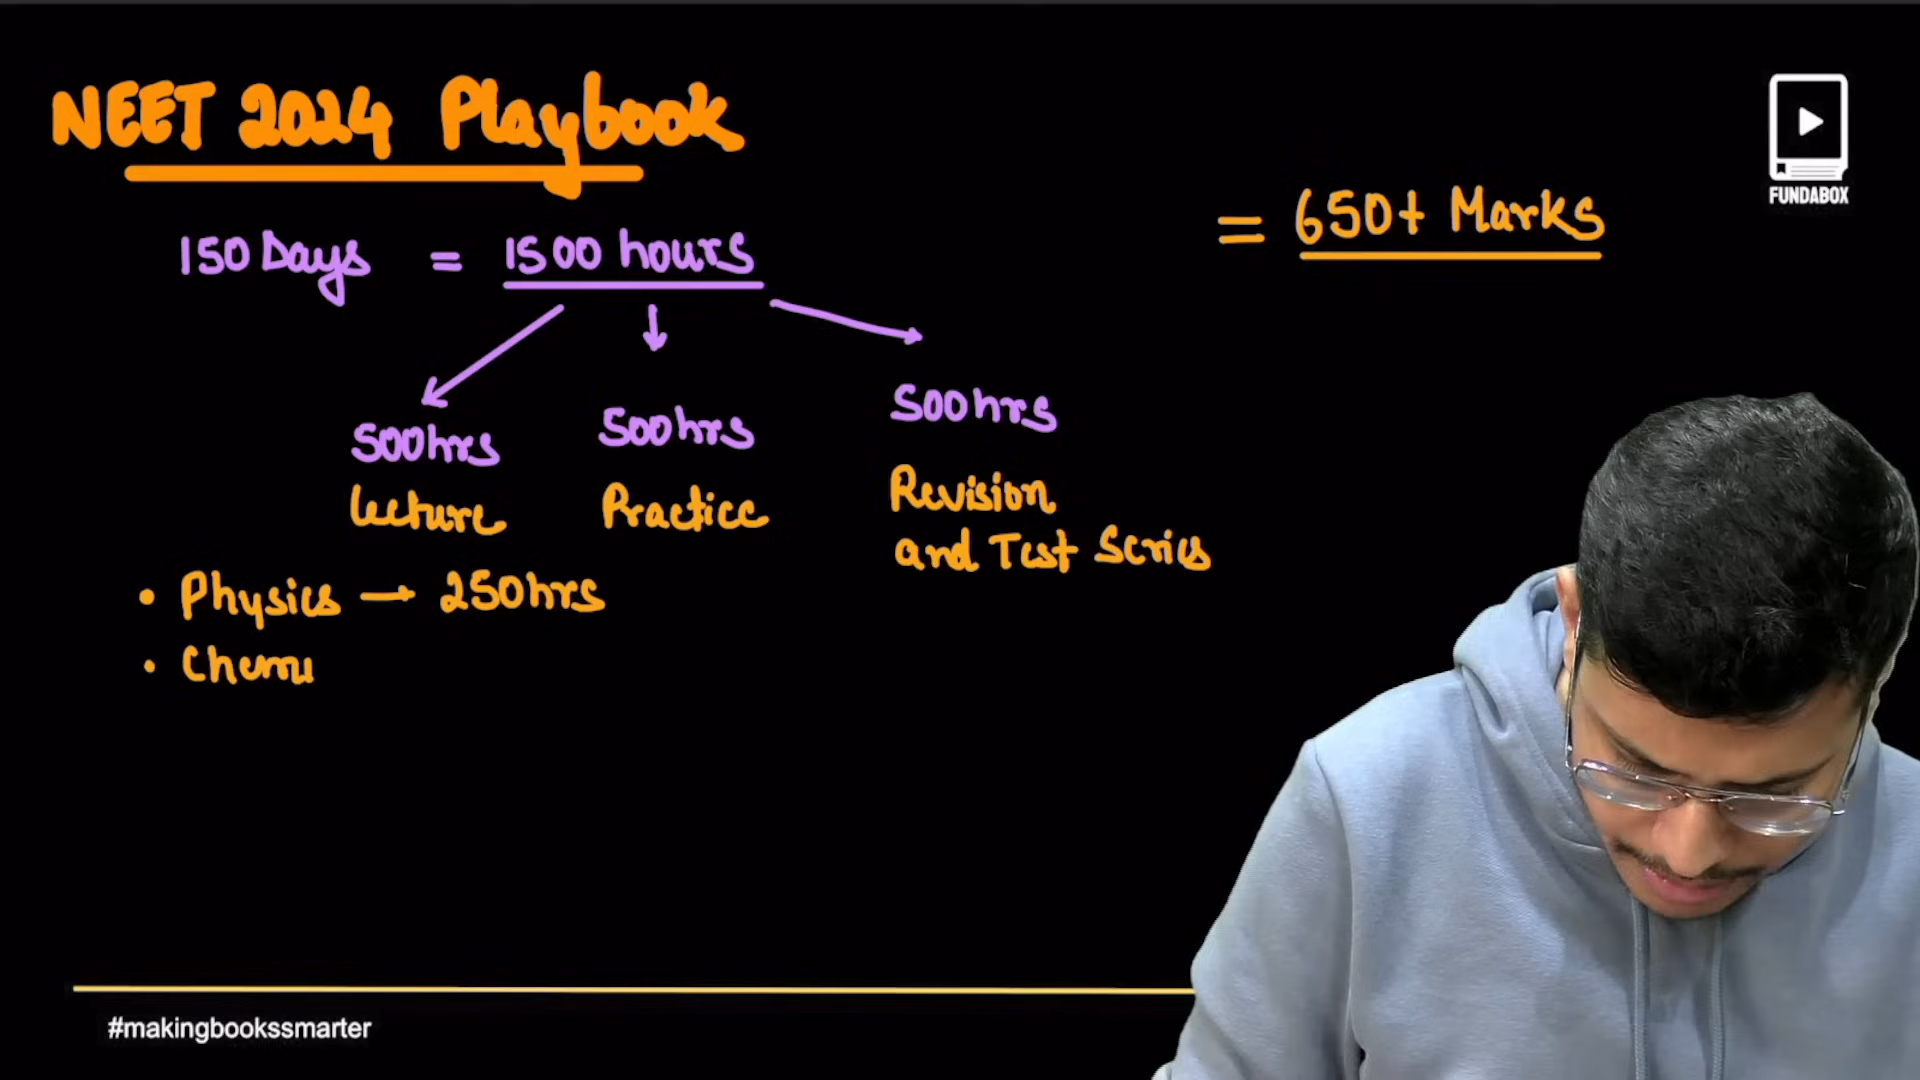 NEET 2024 Playbook
FUNDABOX
= 650+ Marks
150 Days = 1500 hours
500hrs 500hrs 500hrs
Lecture Practice Revision
and Test Series
• Physics → 250hrs
• Chemi
#makingbookssmarter